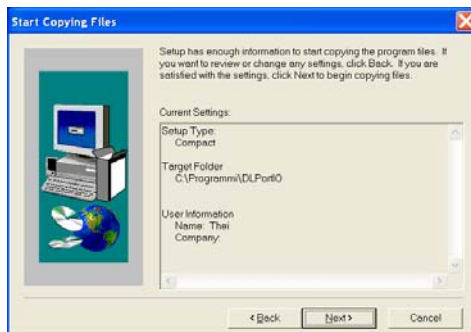 Start Copying Files
Setup has enough information to start copying the program files. If
you want to review or change any settings, click Back. If you are
satisfied with the settings, click Next to begin copying files.
Current Settings:
Setup Type:
Compact
Target Folder
C:\Programmi\DLPortIO
User Information
Name: Thei
Company:
< Back
Next >
Cancel